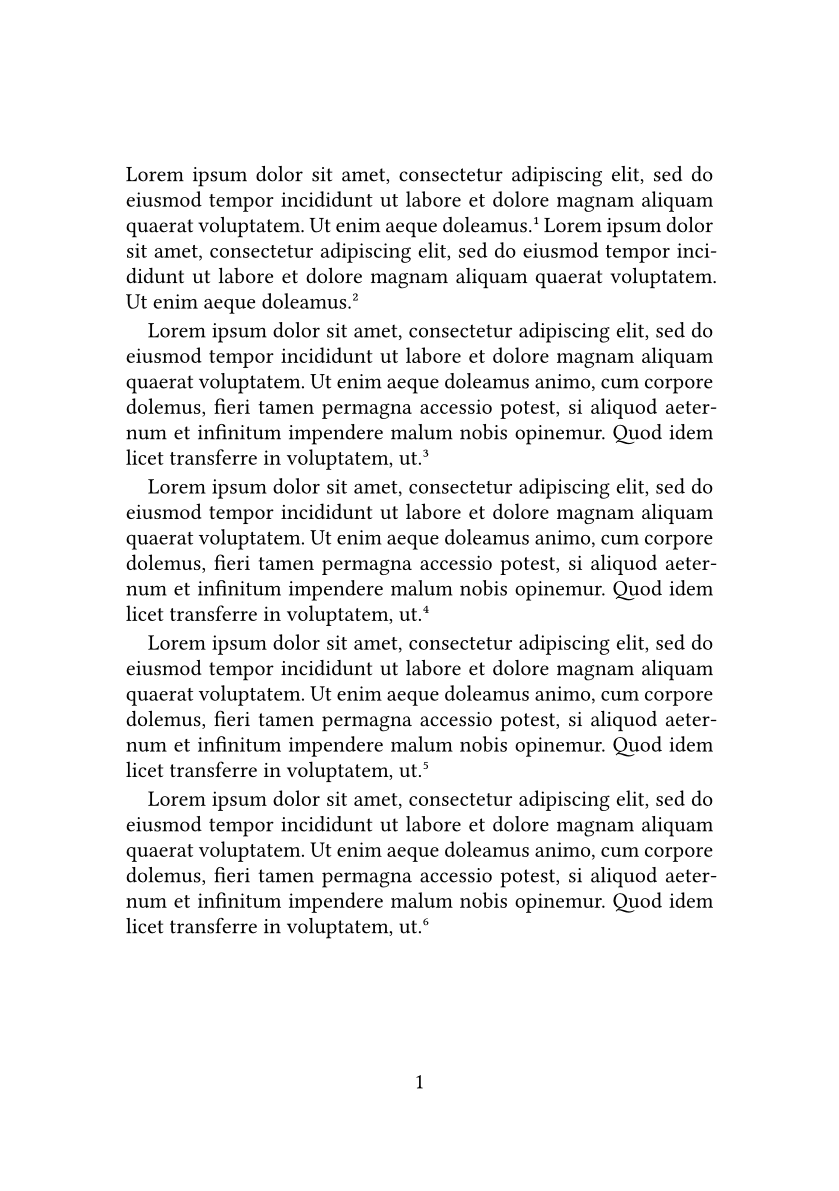 Lorem ipsum dolor sit amet, consectetur adipiscing elit, sed do
eiusmod tempor incididunt ut labore et dolore magnam aliquam
quaerat voluptatem. Ut enim aeque doleamus.¹ Lorem ipsum dolor
sit amet, consectetur adipiscing elit, sed do eiusmod tempor inci-
didunt ut labore et dolore magnam aliquam quaerat voluptatem.
Ut enim aeque doleamus.²
Lorem ipsum dolor sit amet, consectetur adipiscing elit, sed do
eiusmod tempor incididunt ut labore et dolore magnam aliquam
quaerat voluptatem. Ut enim aeque doleamus animo, cum corpore
dolemus, fieri tamen permagna accessio potest, si aliquod aeter-
num et infinitum impendere malum nobis opinemur. Quod idem
licet transferre in voluptatem, ut.³
Lorem ipsum dolor sit amet, consectetur adipiscing elit, sed do
eiusmod tempor incididunt ut labore et dolore magnam aliquam
quaerat voluptatem. Ut enim aeque doleamus animo, cum corpore
dolemus, fieri tamen permagna accessio potest, si aliquod aeter-
num et infinitum impendere malum nobis opinemur. Quod idem
licet transferre in voluptatem, ut.⁴
Lorem ipsum dolor sit amet, consectetur adipiscing elit, sed do
eiusmod tempor incididunt ut labore et dolore magnam aliquam
quaerat voluptatem. Ut enim aeque doleamus animo, cum corpore
dolemus, fieri tamen permagna accessio potest, si aliquod aeter-
num et infinitum impendere malum nobis opinemur. Quod idem
licet transferre in voluptatem, ut.⁵
Lorem ipsum dolor sit amet, consectetur adipiscing elit, sed do
eiusmod tempor incididunt ut labore et dolore magnam aliquam
quaerat voluptatem. Ut enim aeque doleamus animo, cum corpore
dolemus, fieri tamen permagna accessio potest, si aliquod aeter-
num et infinitum impendere malum nobis opinemur. Quod idem
licet transferre in voluptatem, ut.⁶
1